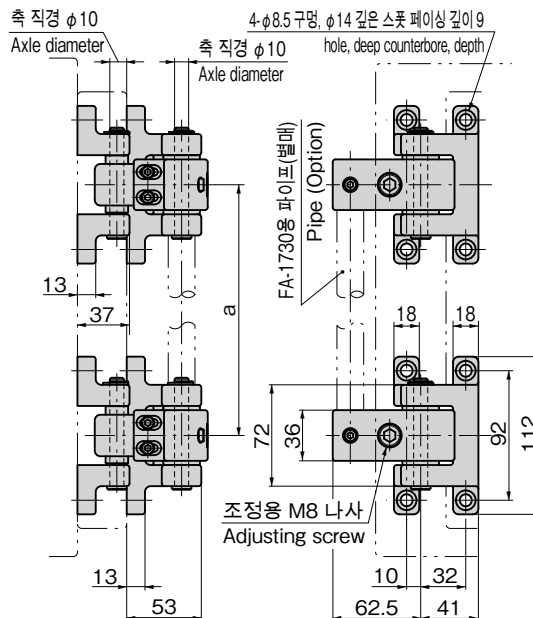 축 직경 φ10
Axle diameter
축 직경 φ10
Axle diameter
4-φ8.5 구멍, φ14 깊은 스폿 페이싱 깊이 9
hole, deep counterbore, depth
FA-1730용 파이프(별매)
Pipe (Option)
13
37
a
18
18
72
36
92
112
조정용 M8 나사
Adjusting screw
13
53
10
32
62.5
41